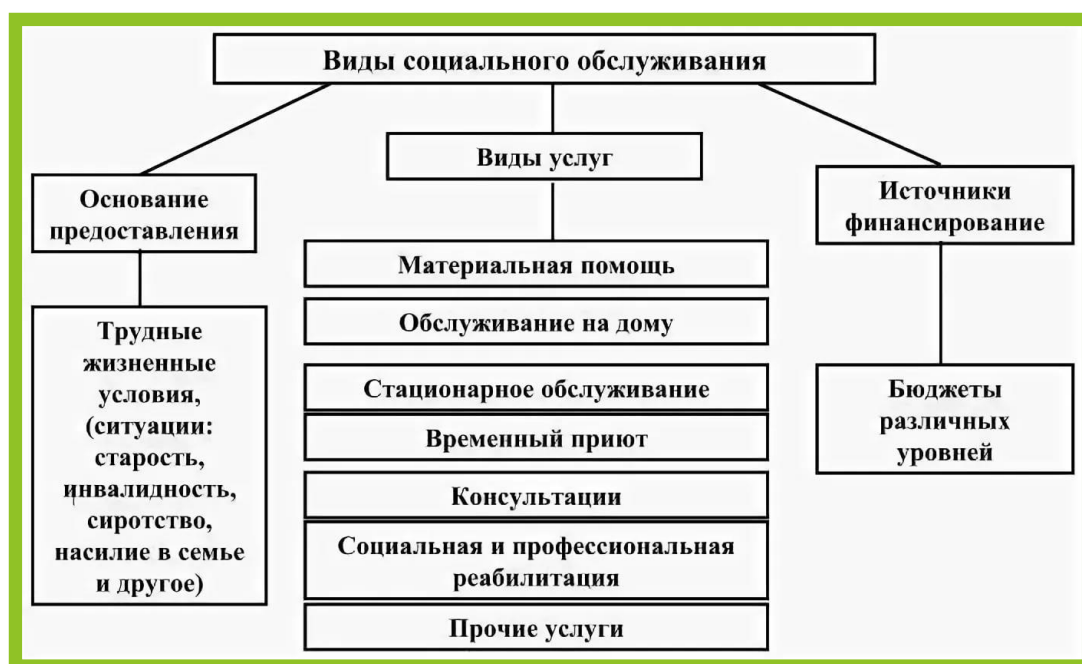 Виды социального обслуживания
Виды услуг
Основание
предоставления
Источники
финансирование
Материальная помощь
Обслуживание на дому
Стационарное обслуживание
Временный приют
Консультации
Социальная и профессиональная
реабилитация
Прочие услуги
Трудные
жизненные
условия,
(ситуации:
старость,
инвалидность,
сиротство,
насилие в семье
и другое)
Бюджеты
различных
уровней